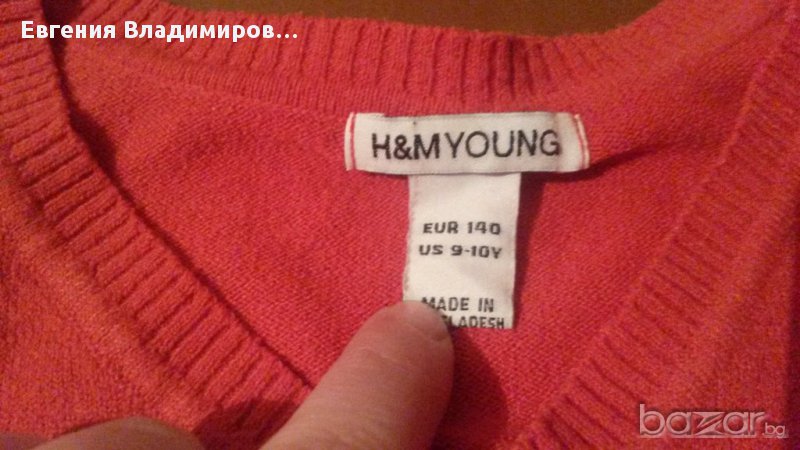 Евгения Владимиров...
H&M YOUNG
EUR 140
US 9-10Y
MADE IN
bazar.bg